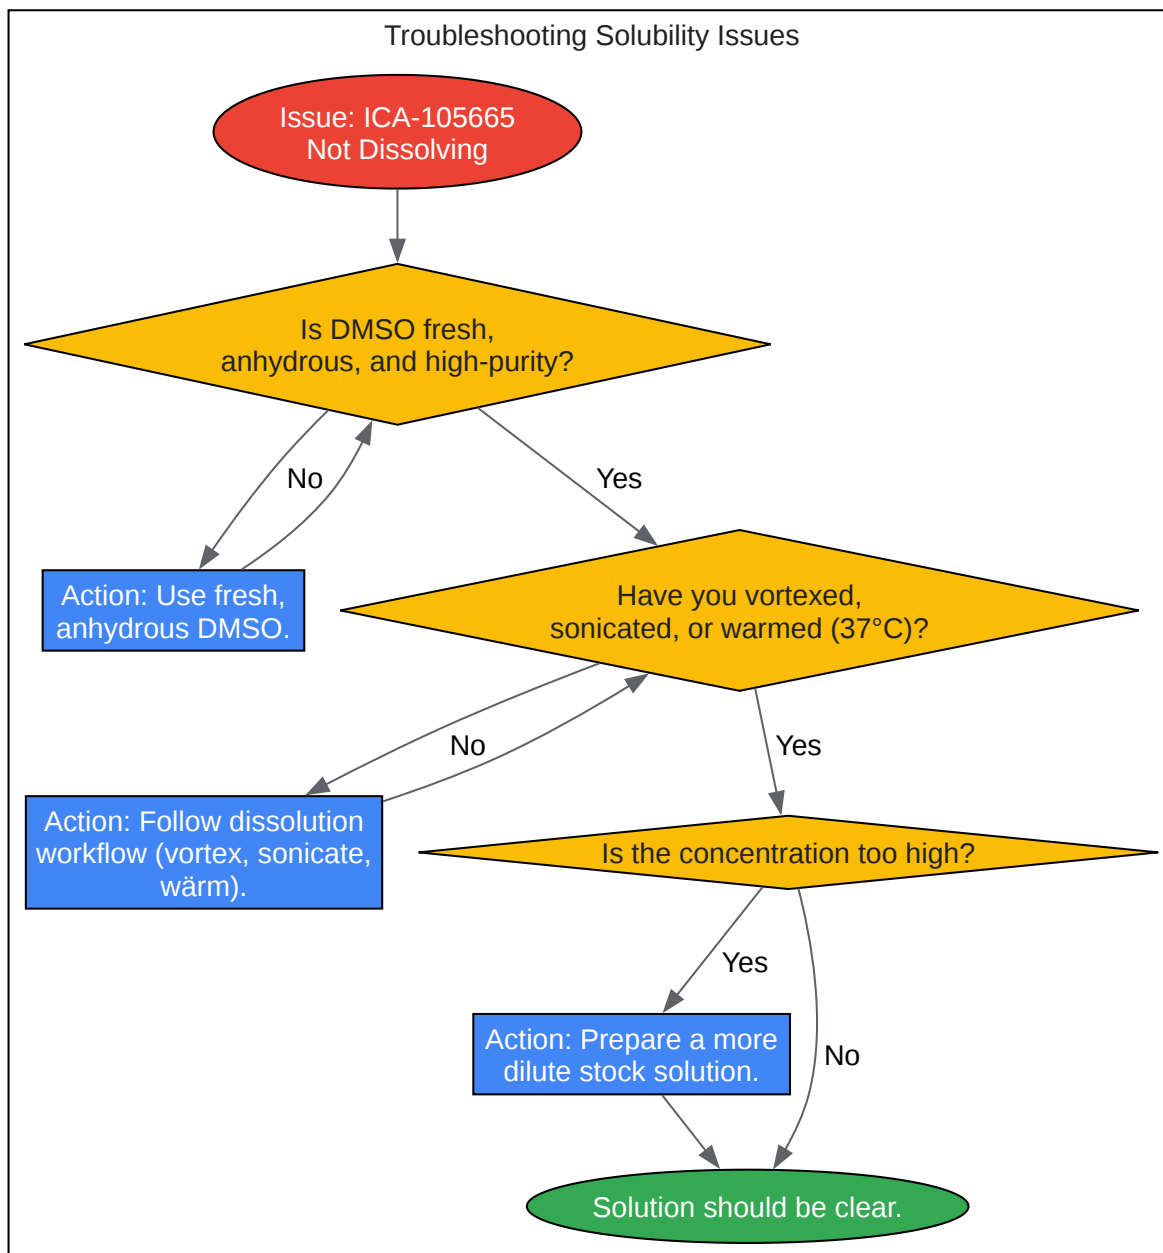 Troubleshooting Solubility Issues
Issue: ICA-105665
Not Dissolving
Is DMSO fresh,
anhydrous, and high-purity?
No
Yes
Action: Use fresh,
anhydrous DMSO.
Have you vortexed,
sonicated, or warmed (37°C)?
No
Yes
Action: Follow dissolution
workflow (vortex, sonicate,
wärm).
Is the concentration too high?
Yes
No
Action: Prepare a more
dilute stock solution.
Solution should be clear.